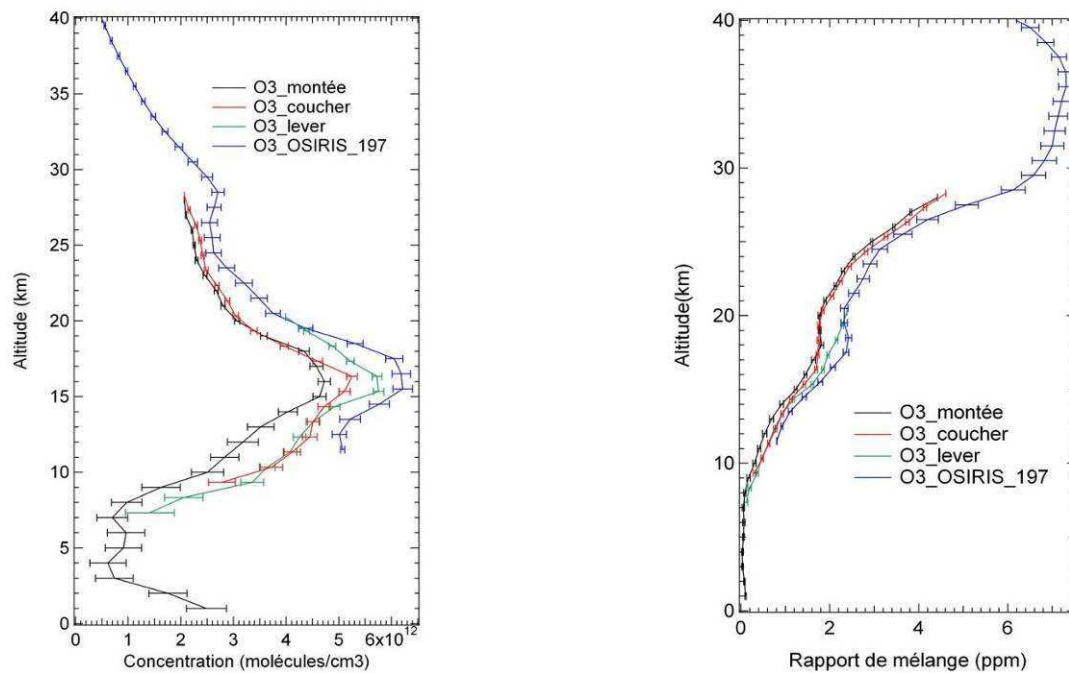 40
35
30
25
20
15
10
5
0
Altitude (km)
O3_montée
O3_coucher
O3_lever
O3_OSIRIS_197
0 1 2 3 4 5 6x10^12
Concentration (molécules/cm3)
40
30
20
10
0
Altitude(km)
O3_montée
O3_coucher
O3_lever
O3_OSIRIS_197
0 2 4 6
Rapport de mélange (ppm)